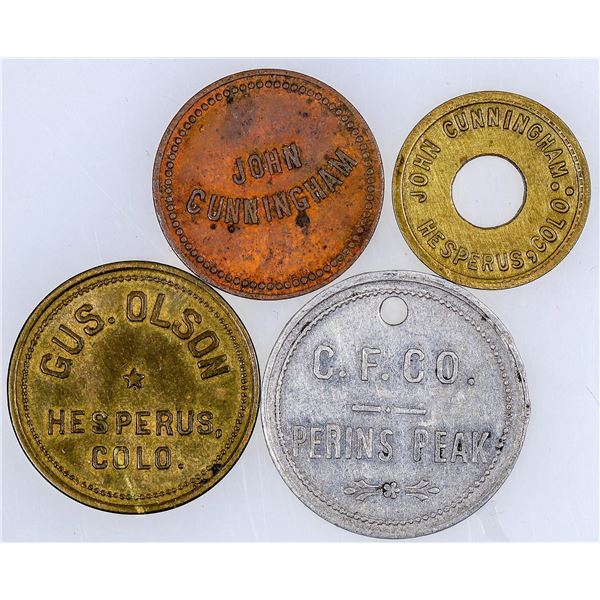 JOHN
CUNNINGHAM
JOHN CUNNINGHAM.
HESPERUS, COLO.
GUS. OLSON
HESPERUS,
COLO.
C. F. CO.
PERINS PEAK